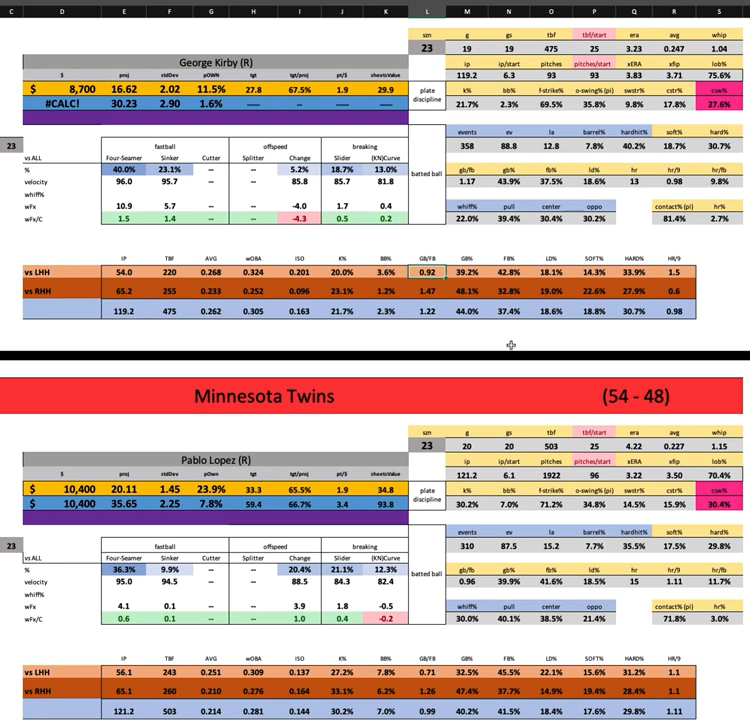 C D E F G H I J K L M N O P Q R S
szn g gs tbf tbf/start era avg whip
23 19 19 475 25 3.23 0.247 1.04
George Kirby (R)
ip ip/start pitches pitches/start xERA xfip lob%
$ proj stdDev pOWN tgt tgt/proj pt/$ sheetsValue
119.2 6.3 93 93 3.83 3.71 75.6%
$ 8,700 16.62 2.02 11.5% 27.8 67.5% 1.9 29.9
plate discipline
k% bb% f-strike% o-swing% (pi) swstr% cstr% csw%
#CALC! 30.23 2.90 1.6% ----- ----- -- ----
21.7% 2.3% 69.5% 35.8% 9.8% 17.8% 27.6%
events ev la barrel% hardhit% soft% hard%
358 88.8 12.8 7.8% 40.2% 18.7% 30.7%
23 fastball offspeed breaking
vs ALL Four-Seamer Sinker Cutter Splitter Change Slider (KN)Curve
% 40.0% 23.1% -- -- 5.2% 18.7% 13.0%
velocity 96.0 95.7 -- -- 85.8 85.7 81.8
whiff%
wFx 10.9 5.7 -- -- -4.0 1.7 0.4
wFx/C 1.5 1.4 -- -- -4.3 0.5 0.2
batted ball
gb/fb gb% fb% ld% hr hr/9 hr/fb
1.17 43.9% 37.5% 18.6% 13 0.98 9.8%
whiff% pull center oppo contact% (pi) hr%
22.0% 39.4% 30.4% 30.2% 81.4% 2.7%
IP TBF AVG wOBA ISO K% BB% GB/FB GB% FB% LD% SOFT% HARD% HR/9
vs LHH 54.0 220 0.268 0.324 0.201 20.0% 3.6% 0.92 39.2% 42.8% 18.1% 14.3% 33.9% 1.5
vs RHH 65.2 255 0.233 0.252 0.096 23.1% 1.2% 1.47 48.1% 32.8% 19.0% 22.6% 27.9% 0.6
119.2 475 0.262 0.305 0.163 21.7% 2.3% 1.22 44.0% 37.4% 18.6% 18.8% 30.7% 0.98
Minnesota Twins (54 - 48)
szn g gs tbf tbf/start era avg whip
23 20 20 503 25 4.22 0.227 1.15
Pablo Lopez (R)
ip ip/start pitches pitches/start xERA xfip lob%
$ proj stdDev pOwn tgt tgt/proj pt/$ sheetsValue
121.2 6.1 1922 96 3.22 3.50 70.4%
$ 10,400 20.11 1.45 23.9% 33.3 65.5% 1.9 34.8
plate discipline
k% bb% f-strike% o-swing% (pi) swstr% cstr% csw%
$ 10,400 35.65 2.25 7.8% 59.4 66.7% 3.4 93.8
30.2% 7.0% 71.2% 34.8% 14.5% 15.9% 30.4%
events ev la barrel% hardhit% soft% hard%
310 87.5 15.2 7.7% 35.5% 17.5% 29.8%
23 fastball offspeed breaking
vs ALL Four-Seamer Sinker Cutter Splitter Change Slider (KN)Curve
% 36.3% 9.9% -- -- 20.4% 21.1% 12.3%
velocity 95.0 94.5 -- -- 88.5 84.3 82.4
whiff%
wFx 4.1 0.1 -- -- 3.9 1.8 -0.5
wFx/C 0.6 0.1 -- -- 1.0 0.4 -0.2
batted ball
gb/fb gb% fb% ld% hr hr/9 hr/fb
0.96 39.9% 41.6% 18.5% 15 1.11 11.7%
whiff% pull center oppo contact% (pi) hr%
30.0% 40.1% 38.5% 21.4% 71.8% 3.0%
IP TBF AVG wOBA ISO K% BB% GB/FB GB% FB% LD% SOFT% HARD% HR/9
vs LHH 56.1 243 0.251 0.309 0.137 27.2% 7.8% 0.71 32.5% 45.5% 22.1% 15.6% 31.2% 1.1
vs RHH 65.1 260 0.210 0.276 0.164 33.1% 6.2% 1.26 47.4% 37.7% 14.9% 19.4% 28.4% 1.1
121.2 503 0.214 0.281 0.144 30.2% 7.0% 0.99 40.2% 41.5% 18.4% 17.6% 29.8% 1.11